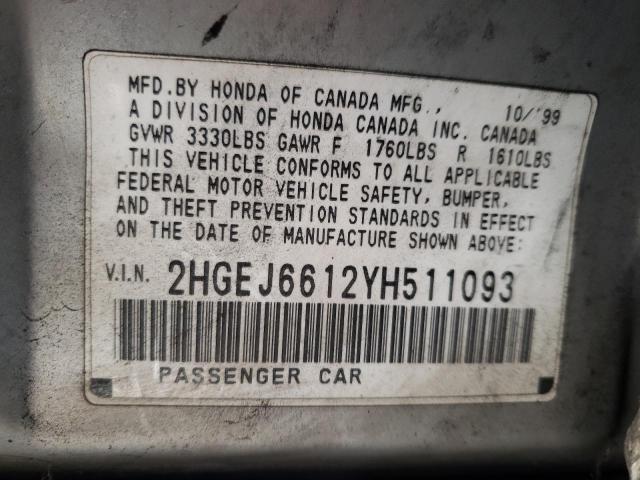 MFD.BY HONDA OF CANADA MFG., 10/'99
A DIVISION OF HONDA CANADA INC. CANADA
GVWR 3330LBS GAWR F 1760LBS R 1610LBS
THIS VEHICLE CONFORMS TO ALL APPLICABLE
FEDERAL MOTOR VEHICLE SAFETY, BUMPER,
AND THEFT PREVENTION STANDARDS IN EFFECT
ON THE DATE OF MANUFACTURE SHOWN ABOVE:
V.I.N. 2HGEJ6612YH511093
PASSENGER CAR